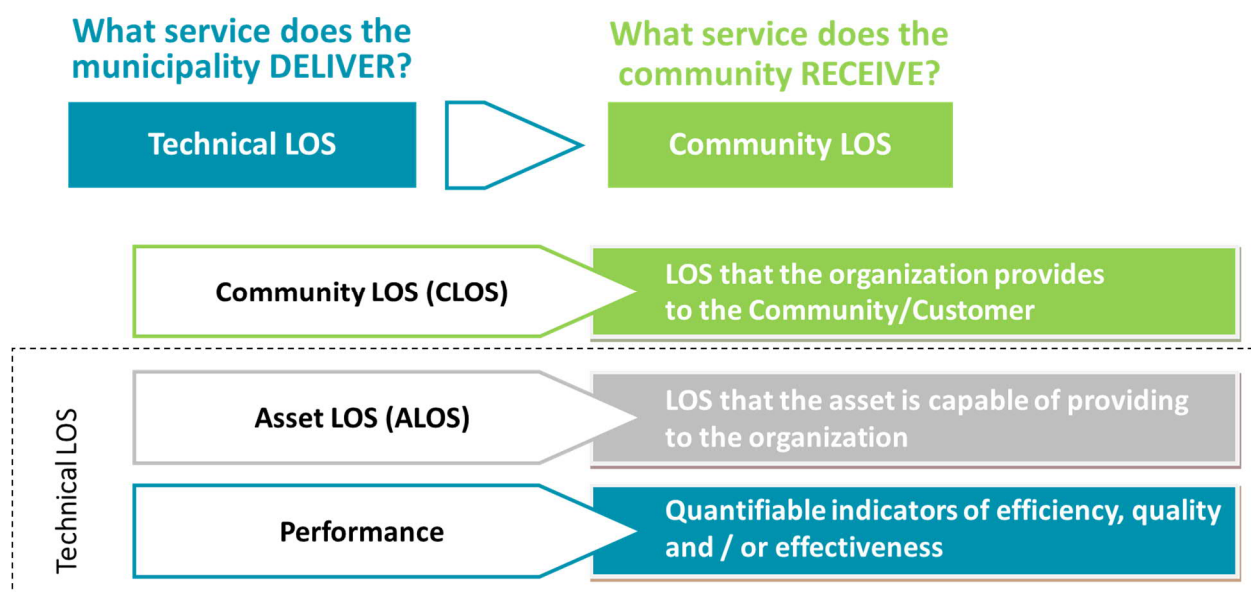 What service does the
municipality DELIVER?
What service does the
community RECEIVE?
Technical LOS
Community LOS
Community LOS (CLOS)
LOS that the organization provides
to the Community/Customer
Technical LOS
Asset LOS (ALOS)
LOS that the asset is capable of providing
to the organization
Performance
Quantifiable indicators of efficiency, quality
and / or effectiveness